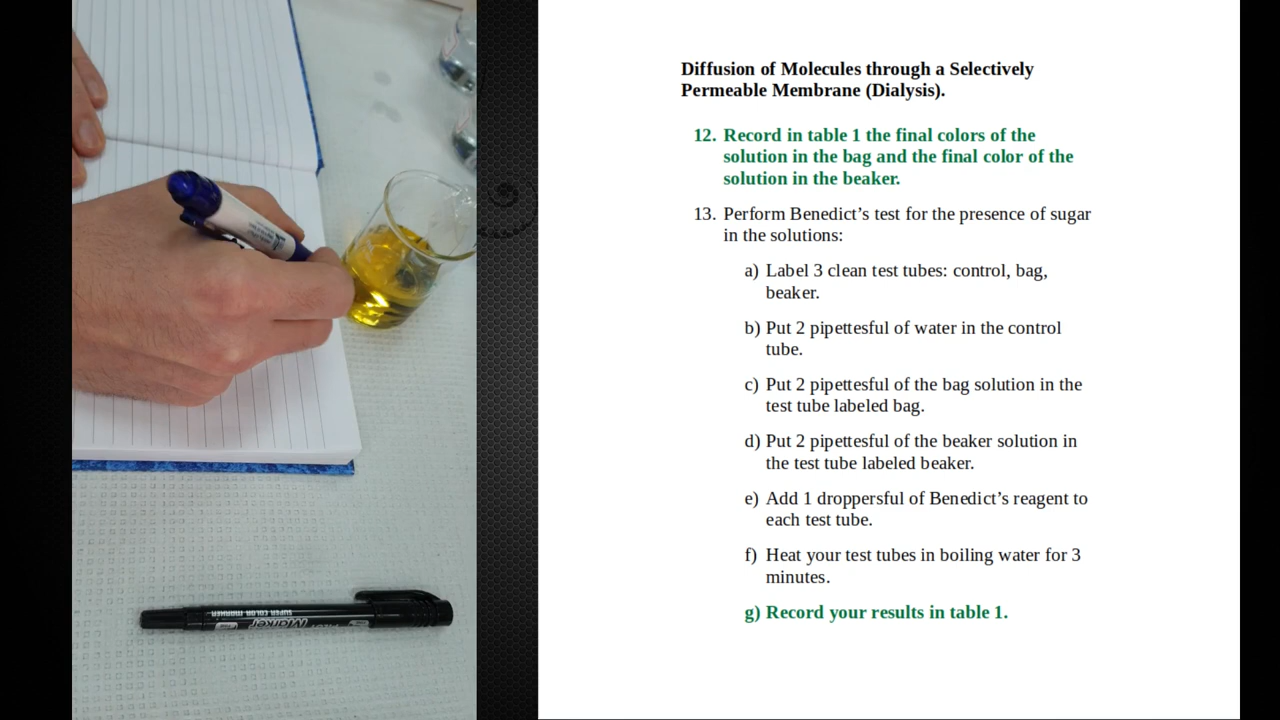 Diffusion of Molecules through a Selectively
Permeable Membrane (Dialysis).
12. Record in table 1 the final colors of the
solution in the bag and the final color of the
solution in the beaker.
13. Perform Benedict’s test for the presence of sugar
in the solutions:
a) Label 3 clean test tubes: control, bag,
beaker.
b) Put 2 pipettesful of water in the control
tube.
c) Put 2 pipettesful of the bag solution in the
test tube labeled bag.
d) Put 2 pipettesful of the beaker solution in
the test tube labeled beaker.
e) Add 1 droppersful of Benedict’s reagent to
each test tube.
f) Heat your test tubes in boiling water for 3
minutes.
g) Record your results in table 1.
SUPER COLOR MARKER
Marker